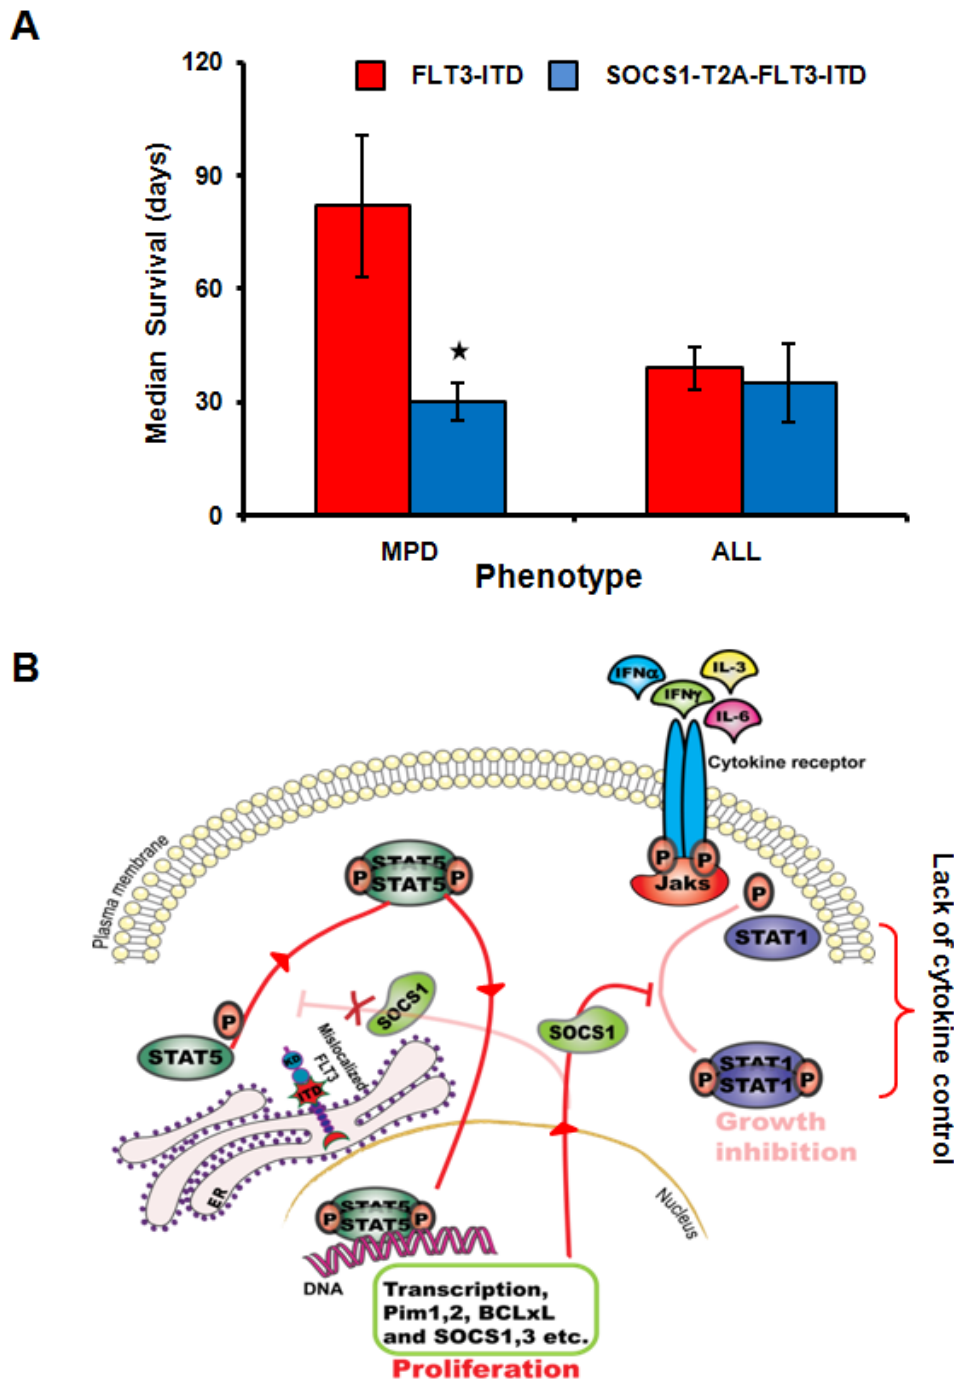 A
120
90
60
30
0
Median Survival (days)
FLT3-ITD
SOCS1-T2A-FLT3-ITD
★
MPD
ALL
Phenotype
B
IFNα
IFNγ
IL-3
IL-6
Cytokine receptor
Plasma membrane
P
P
Jaks
P
STAT1
STAT5
STAT5
P
P
P
STAT5
SOCS1
SOCS1
KD
ITD
Mislocalized
FLT3
ER
STAT1
STAT1
P
P
Growth
inhibition
Lack of cytokine control
Nucleus
STAT5
STAT5
P
P
DNA
Transcription,
Pim1,2, BCLxL
and SOCS1,3 etc.
Proliferation